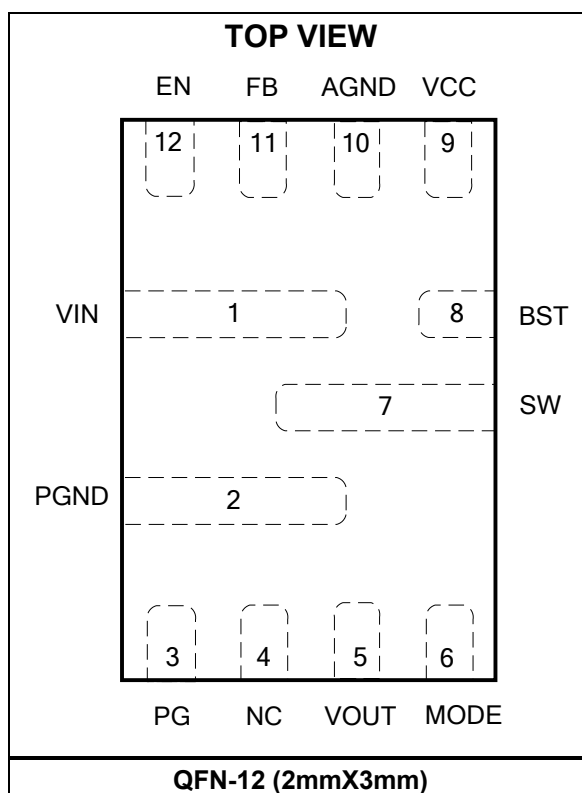 TOP VIEW
EN FB AGND VCC
12 11 10 9
VIN 1 8 BST
7 SW
PGND 2
3 4 5 6
PG NC VOUT MODE
QFN-12 (2mmX3mm)